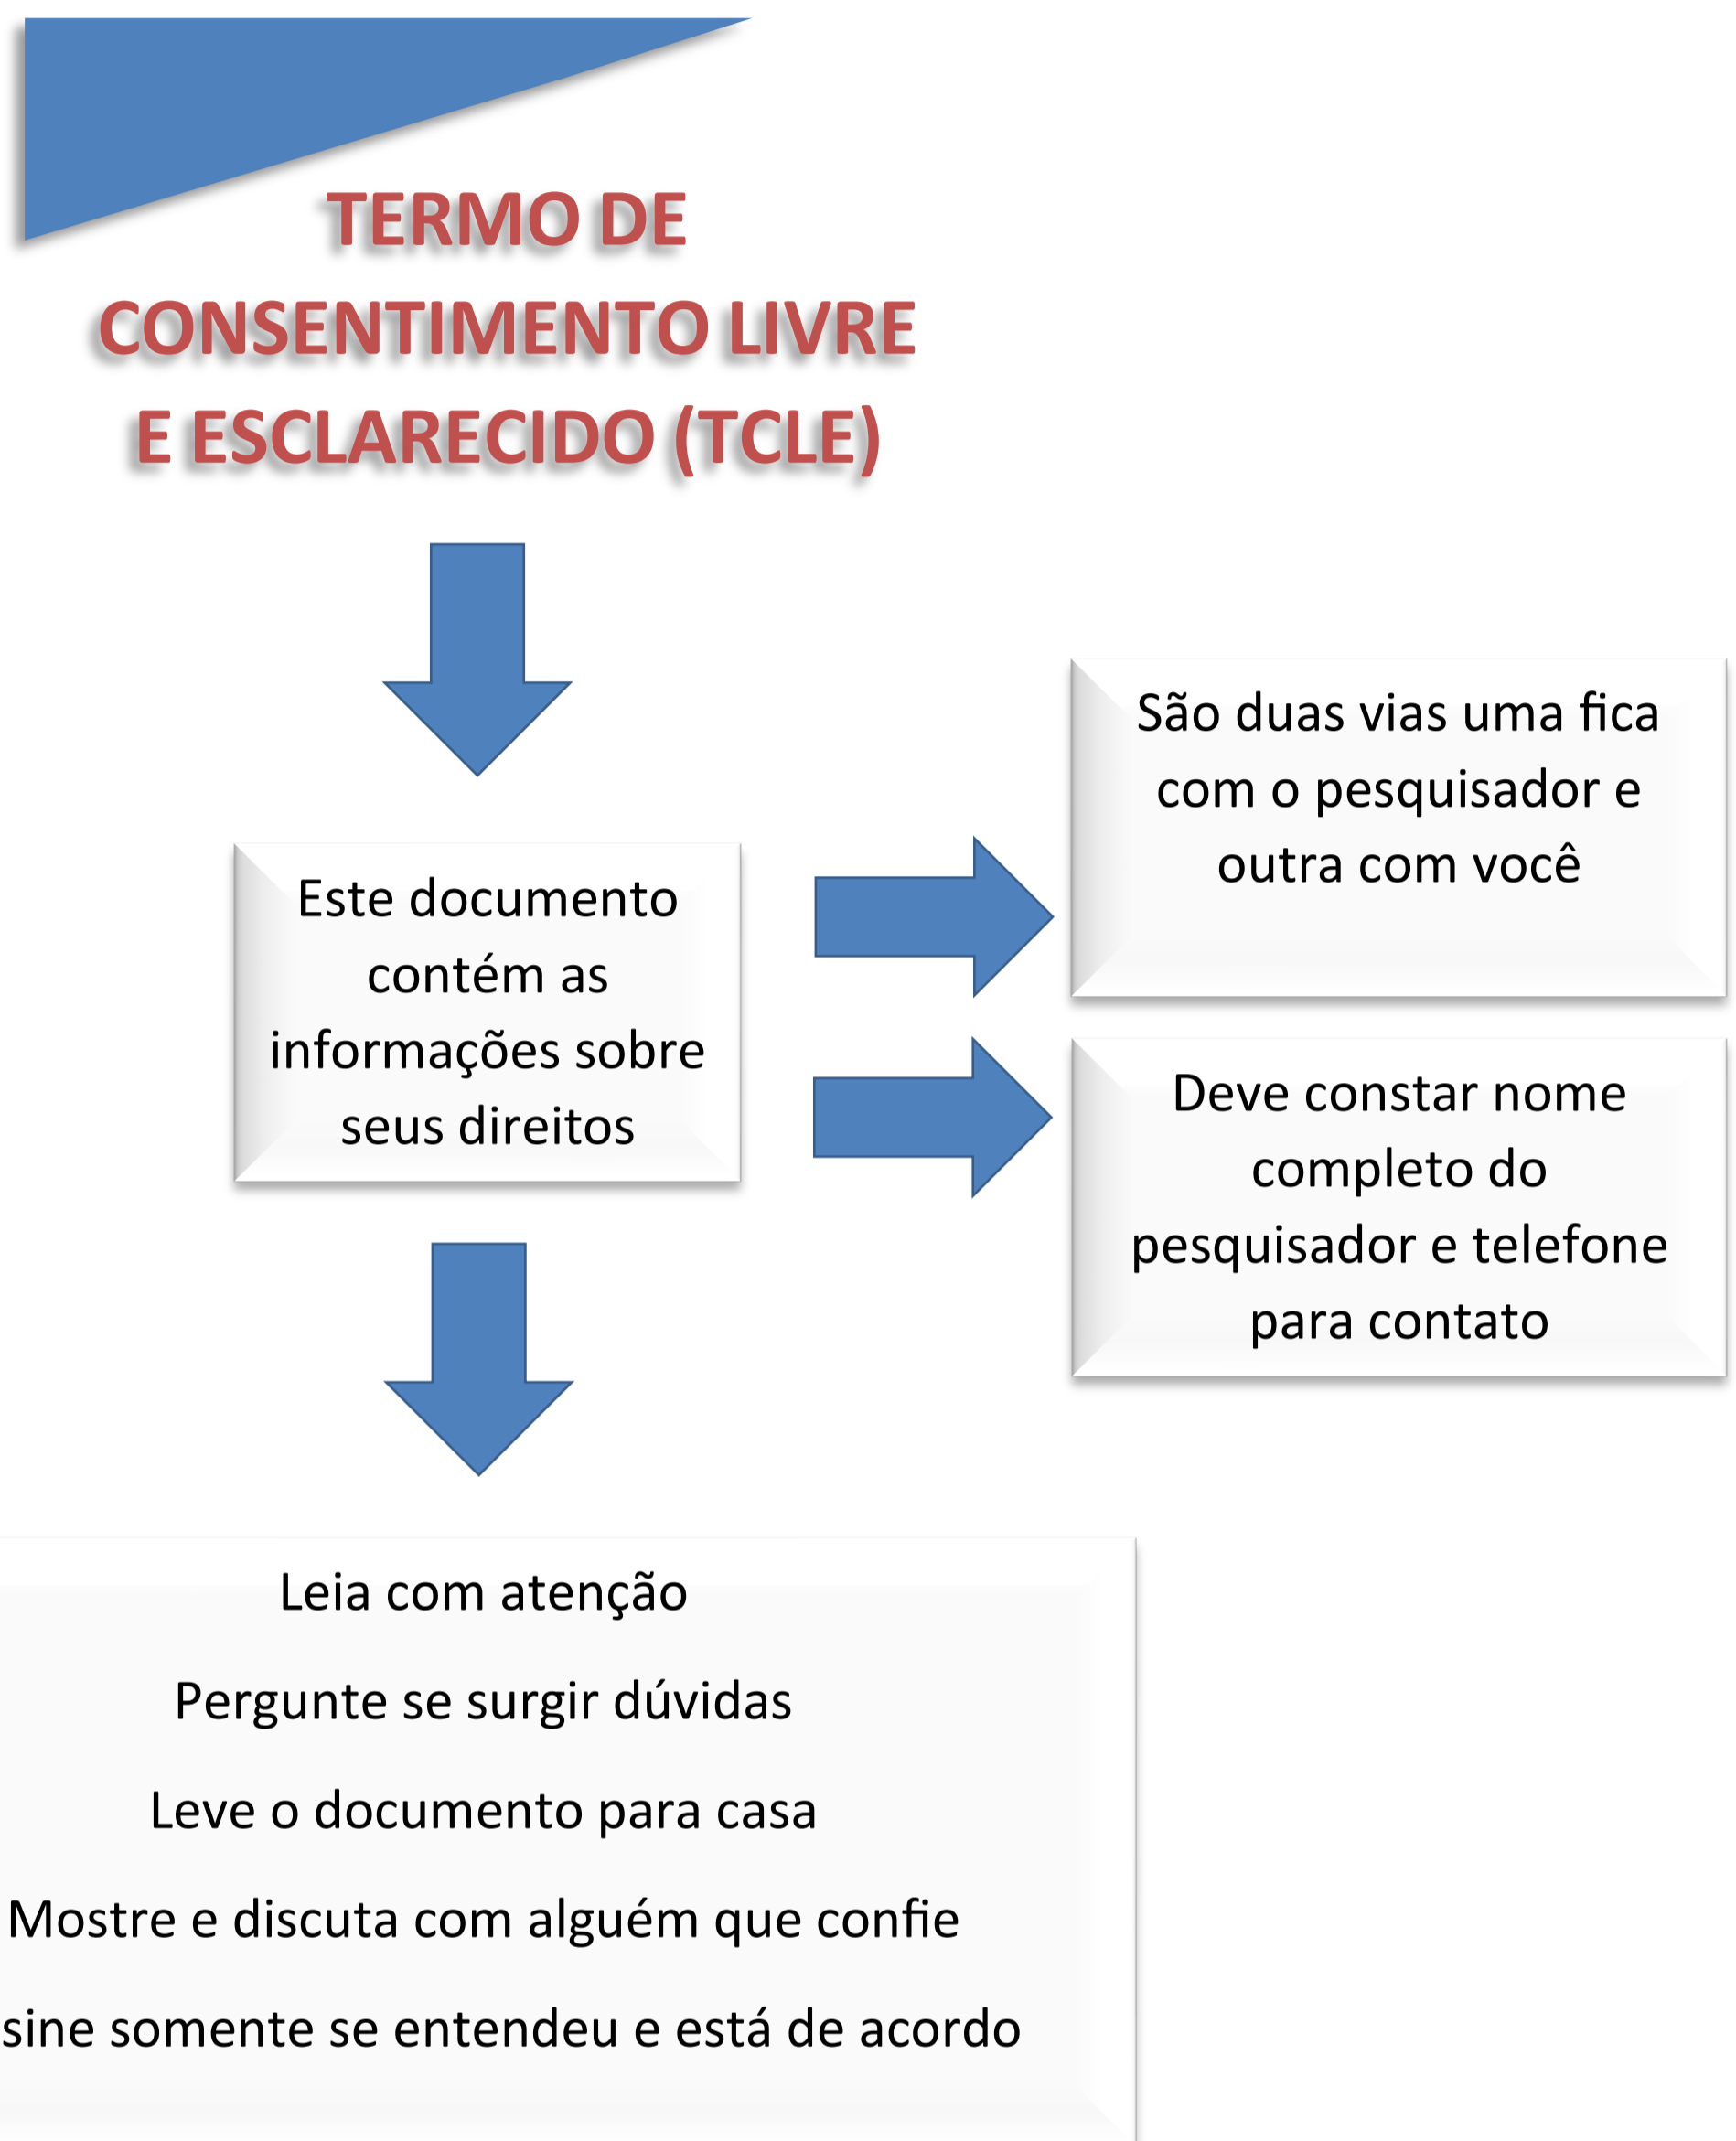 TERMO DE
CONSENTIMENTO LIVRE
E ESCLARECIDO (TCLE)
São duas vias uma fica
com o pesquisador e
outra com você
Este documento
contém as
informações sobre
seus direitos
Deve constar nome
completo do
pesquisador e telefone
para contato
Leia com atenção
Pergunte se surgir dúvidas
Leve o documento para casa
Mostre e discuta com alguém que confie
sine somente se entendeu e está de acordo